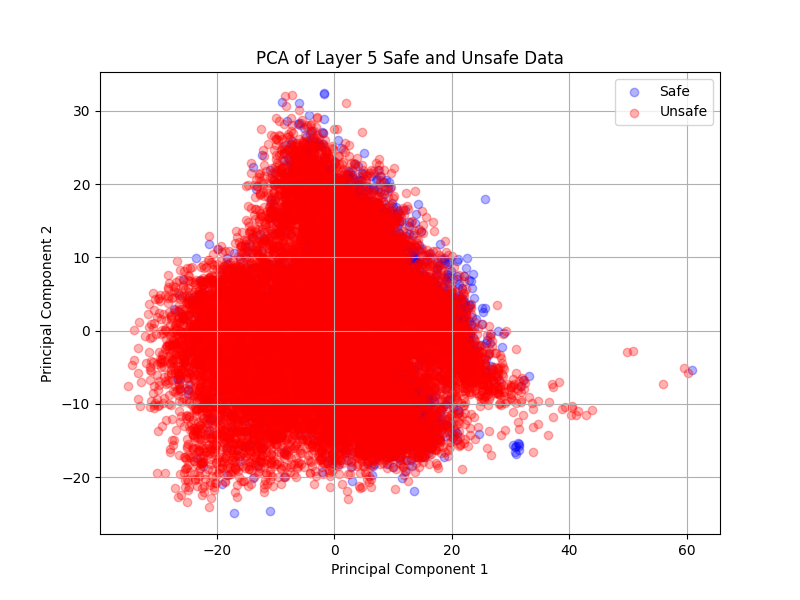 PCA of Layer 5 Safe and Unsafe Data
Safe
Unsafe
30
20
10
0
−10
−20
Principal Component 2
−20
0
20
40
60
Principal Component 1